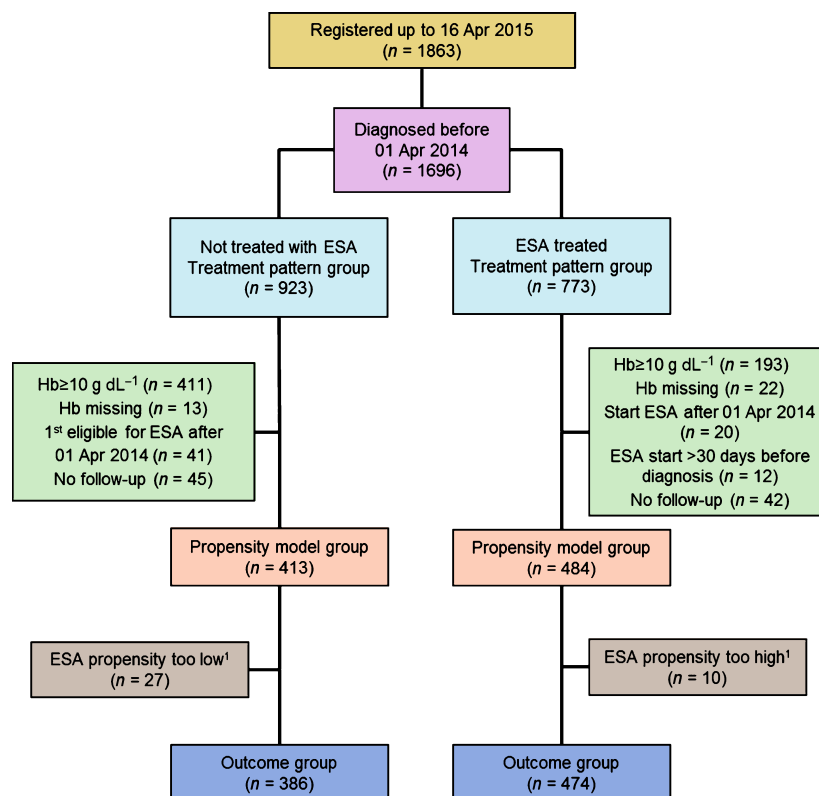 Registered up to 16 Apr 2015
(n = 1863)
Diagnosed before
01 Apr 2014
(n = 1696)
Not treated with ESA
Treatment pattern group
(n = 923)
ESA treated
Treatment pattern group
(n = 773)
Hb≥10 g dL⁻¹ (n = 411)
Hb missing (n = 13)
1ˢᵗ eligible for ESA after
01 Apr 2014 (n = 41)
No follow-up (n = 45)
Hb≥10 g dL⁻¹ (n = 193)
Hb missing (n = 22)
Start ESA after 01 Apr 2014
(n = 20)
ESA start >30 days before
diagnosis (n = 12)
No follow-up (n = 42)
Propensity model group
(n = 413)
Propensity model group
(n = 484)
ESA propensity too low¹
(n = 27)
ESA propensity too high¹
(n = 10)
Outcome group
(n = 386)
Outcome group
(n = 474)